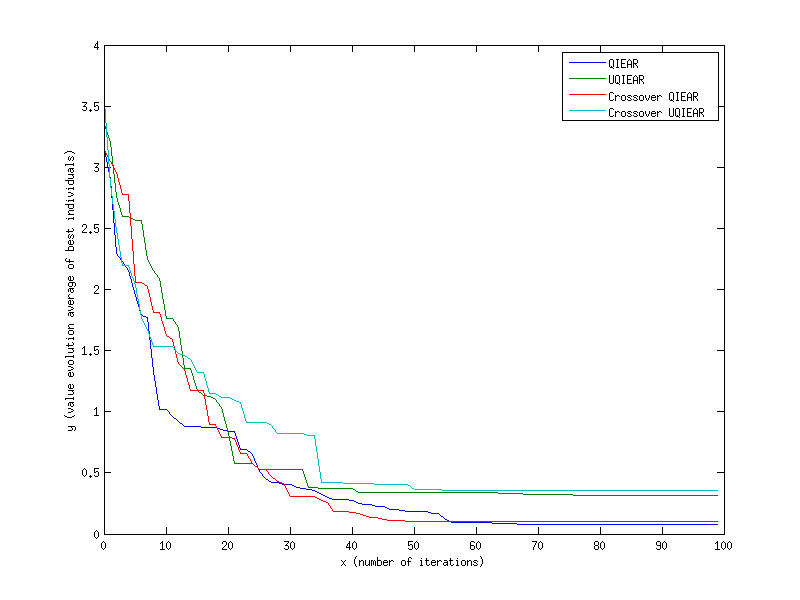 4
3.5
3
2.5
2
1.5
1
0.5
0
y (value evolution average of best individuals)
QIEAR
UQIEAR
Crossover QIEAR
Crossover UQIEAR
0 10 20 30 40 50 60 70 80 90 100
x (number of iterations)